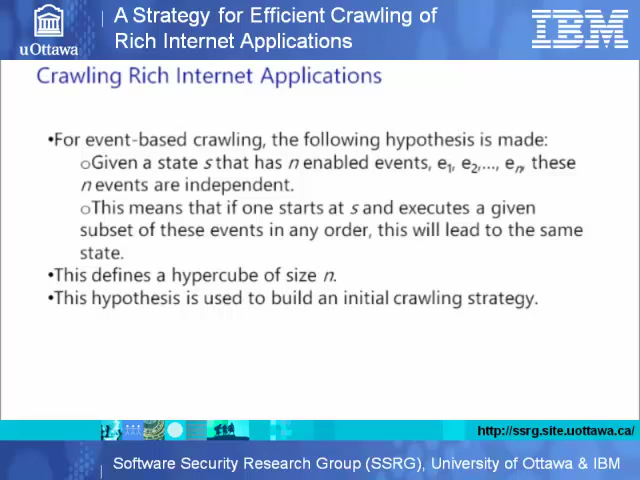 uOttawa
A Strategy for Efficient Crawling of
Rich Internet Applications
IBM
Crawling Rich Internet Applications
•For event-based crawling, the following hypothesis is made:
oGiven a state s that has n enabled events, e1, e2,..., en, these
n events are independent.
oThis means that if one starts at s and executes a given
subset of these events in any order, this will lead to the same
state.
•This defines a hypercube of size n.
•This hypothesis is used to build an initial crawling strategy.
http://ssrg.site.uottawa.ca/
Software Security Research Group (SSRG), University of Ottawa & IBM